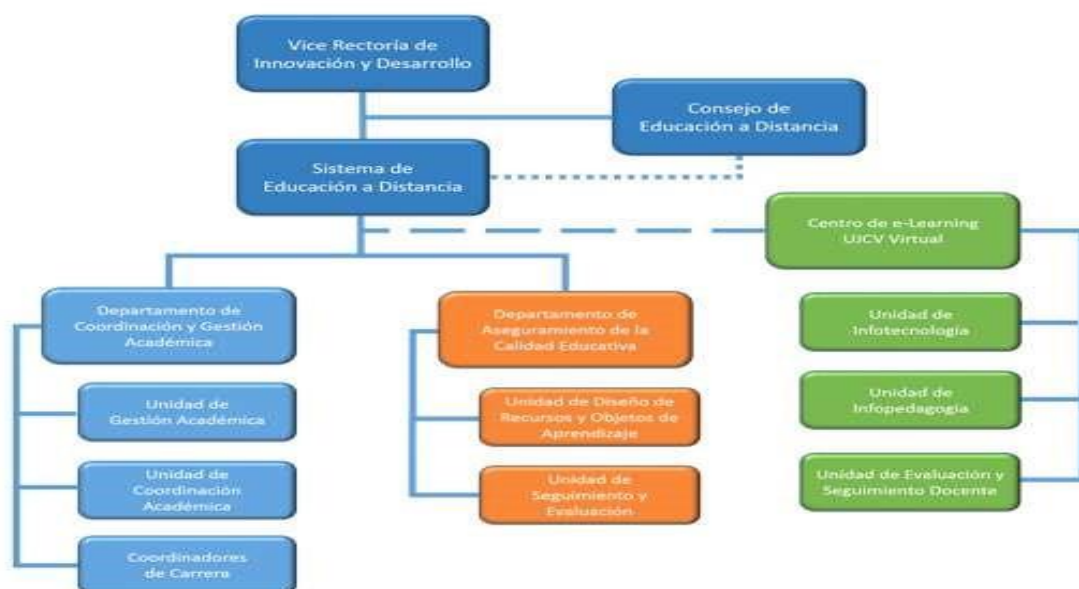 Vice Rectoría de
Innovación y Desarrollo
Consejo de
Educación a Distancia
Sistema de
Educación a Distancia
Centro de e-Learning
UJCV Virtual
Departamento de
Coordinación y Gestión
Académica
Departamento de
Aseguramiento de la
Calidad Educativa
Unidad de
Infotecnología
Unidad de
Gestión Académica
Unidad de Diseño de
Recursos y Objetos de
Aprendizaje
Unidad de
Infopedagogía
Unidad de
Coordinación
Académica
Unidad de
Seguimiento y
Evaluación
Unidad de Evaluación y
Seguimiento Docente
Coordinadores
de Carrera